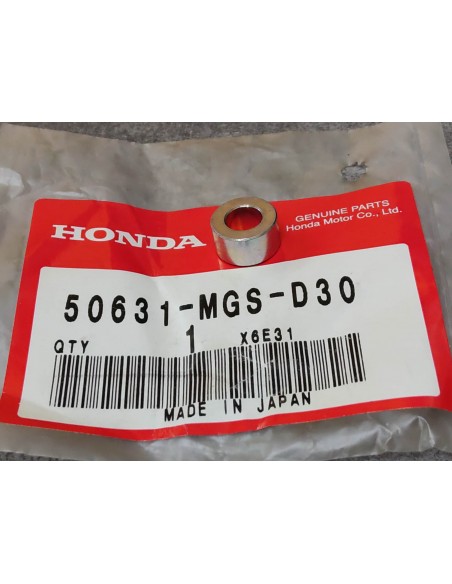 HONDA
GENUINE PARTS
Honda Motor Co., Ltd.
50631-MGS-D30
QTY 1 X6E31
MADE IN JAPAN